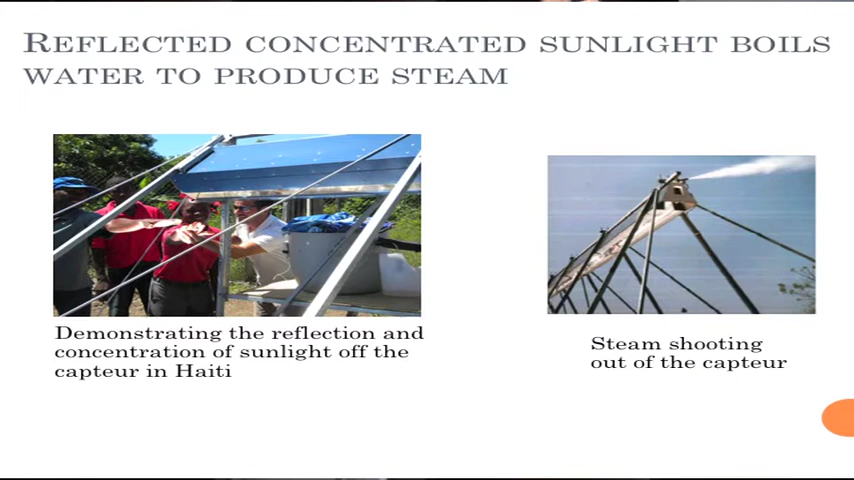 REFLECTED CONCENTRATED SUNLIGHT BOILS
WATER TO PRODUCE STEAM
Demonstrating the reflection and
concentration of sunlight off the
capteur in Haiti
Steam shooting
out of the capteur